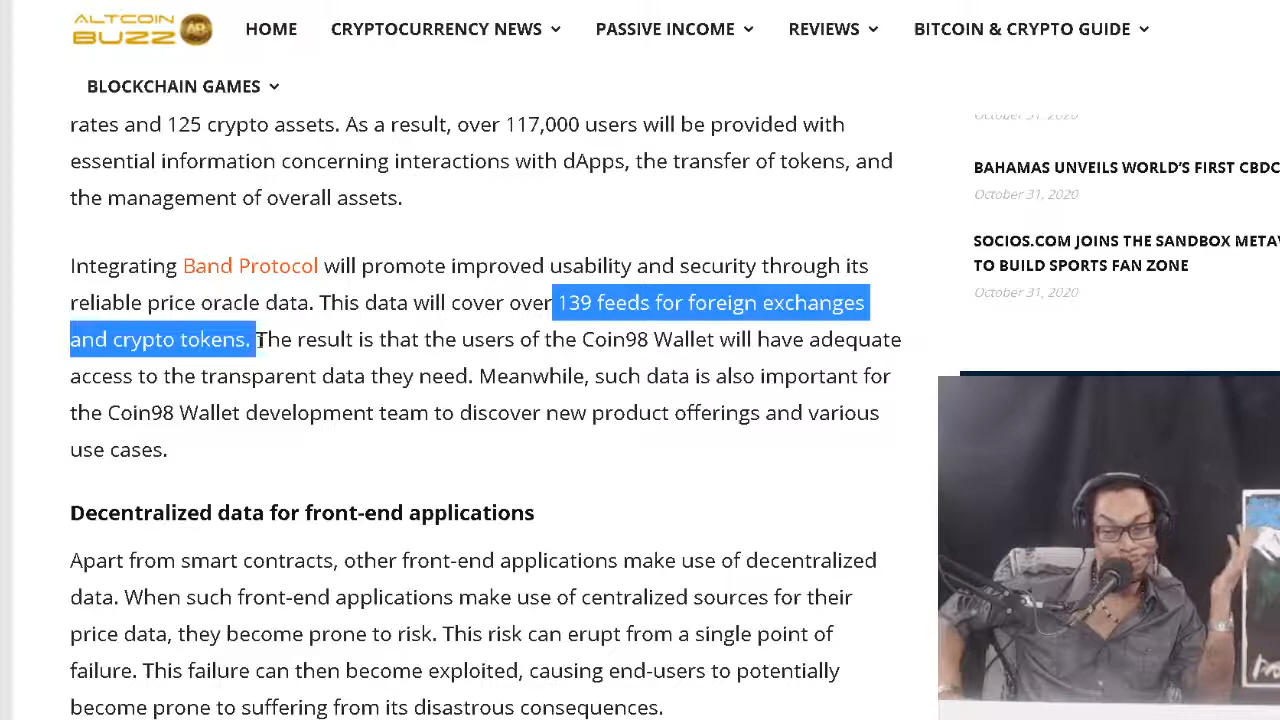 ALTCOIN
BUZZ
AB
HOME
CRYPTOCURRENCY NEWS
PASSIVE INCOME
REVIEWS
BITCOIN & CRYPTO GUIDE
BLOCKCHAIN GAMES
rates and 125 crypto assets. As a result, over 117,000 users will be provided with
essential information concerning interactions with dApps, the transfer of tokens, and
the management of overall assets.
Integrating Band Protocol will promote improved usability and security through its
reliable price oracle data. This data will cover over 139 feeds for foreign exchanges
and crypto tokens. The result is that the users of the Coin98 Wallet will have adequate
access to the transparent data they need. Meanwhile, such data is also important for
the Coin98 Wallet development team to discover new product offerings and various
use cases.
Decentralized data for front-end applications
Apart from smart contracts, other front-end applications make use of decentralized
data. When such front-end applications make use of centralized sources for their
price data, they become prone to risk. This risk can erupt from a single point of
failure. This failure can then become exploited, causing end-users to potentially
become prone to suffering from its disastrous consequences.
October 31, 2020
BAHAMAS UNVEILS WORLD'S FIRST CBDC
October 31, 2020
SOCIOS.COM JOINS THE SANDBOX META
TO BUILD SPORTS FAN ZONE
October 31, 2020